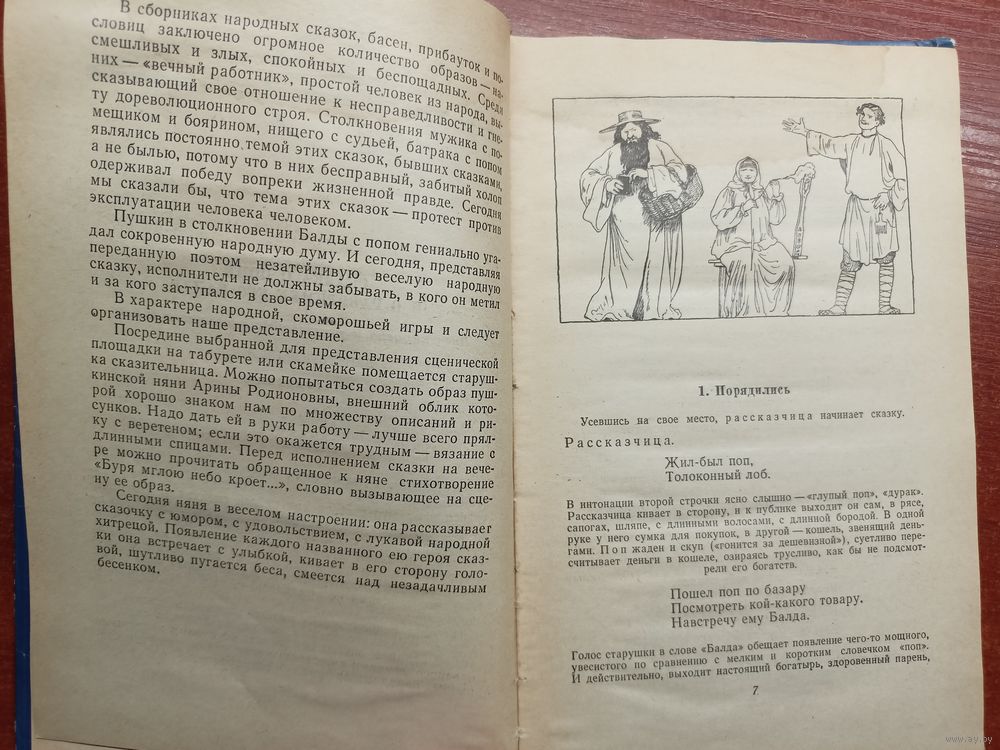 В сборниках народных сказок, басен, прибауток и по-
словиц заключено огромное количество образов — на-
смешливых и злых, спокойных и беспощадных. Среди
них — «вечный работник», простой человек из народа, вы-
сказывающий свое отношение к несправедливости и гне-
ту дореволюционного строя. Столкновения мужика с по-
мещиком и боярином, нищего с судьей, батрака с попом
являлись постоянно темой этих сказок, бывших сказками,
а не былью, потому что в них бесправный, забитый холоп
одерживал победу вопреки жизненной правде. Сегодня
мы сказали бы, что тема этих сказок — протест против
эксплуатации человека человеком.
Пушкин в столкновении Балды с попом гениально уга-
дал сокровенную народную думу. И сегодня, представляя
переданную поэтом незатейливую веселую народную
сказку, исполнители не должны забывать, в кого он метил
и за кого заступался в свое время.
В характере народной, скоморошьей игры и следует
организовать наше представление.
Посредине выбранной для представления сценической
площадки на табурете или скамейке помещается старуш-
ка сказительница. Можно попытаться создать образ пуш-
кинской няни Арины Родионовны, внешний облик кото-
рой хорошо знаком нам по множеству описаний и ри-
сунков. Надо дать ей в руки работу — лучше всего прял-
ку с веретеном; если это окажется трудным — вязание с
длинными спицами. Перед исполнением сказки на вече-
ре можно прочитать обращенное к няне стихотворение
«Буря мглою небо кроет...», словно вызывающее на сце-
ну ее образ.
Сегодня няня в веселом настроении: она рассказывает
сказочку с юмором, с удовольствием, с лукавой народной
хитрецой. Появление каждого названного ею героя сказ-
ки она встречает с улыбкой, кивает в его сторону голо-
вой, шутливо пугается беса, смеется над незадачливым
бесенком.
1. Порядились
Усевшись на свое место, рассказчица начинает сказку.
Рассказчица.
Жил-был поп,
Толоконный лоб.
В интонации второй строчки ясно слышно — «глупый поп», «дурак».
Рассказчица кивает в сторону, и к публике выходит он сам, в рясе,
сапогах, шляпе, с длинными волосами, с длинной бородой. В одной
руке у него сумка для покупок, в другой — кошель, звенящий день-
гами. Поп жаден и скуп («гонится за дешевизной»), суетливо пере-
считывает деньги в кошеле, озираясь трусливо, как бы не подсмот-
рели его богатств.
Пошел поп по базару
Посмотреть кой-какого товару.
Навстречу ему Балда.
Голос старушки в слове «Балда» обещает появление чего-то мощного,
увесистого по сравнению с мелким и коротким словечком «поп».
И действительно, выходит настоящий богатырь, здоровенный парень,
7
www.ay.by